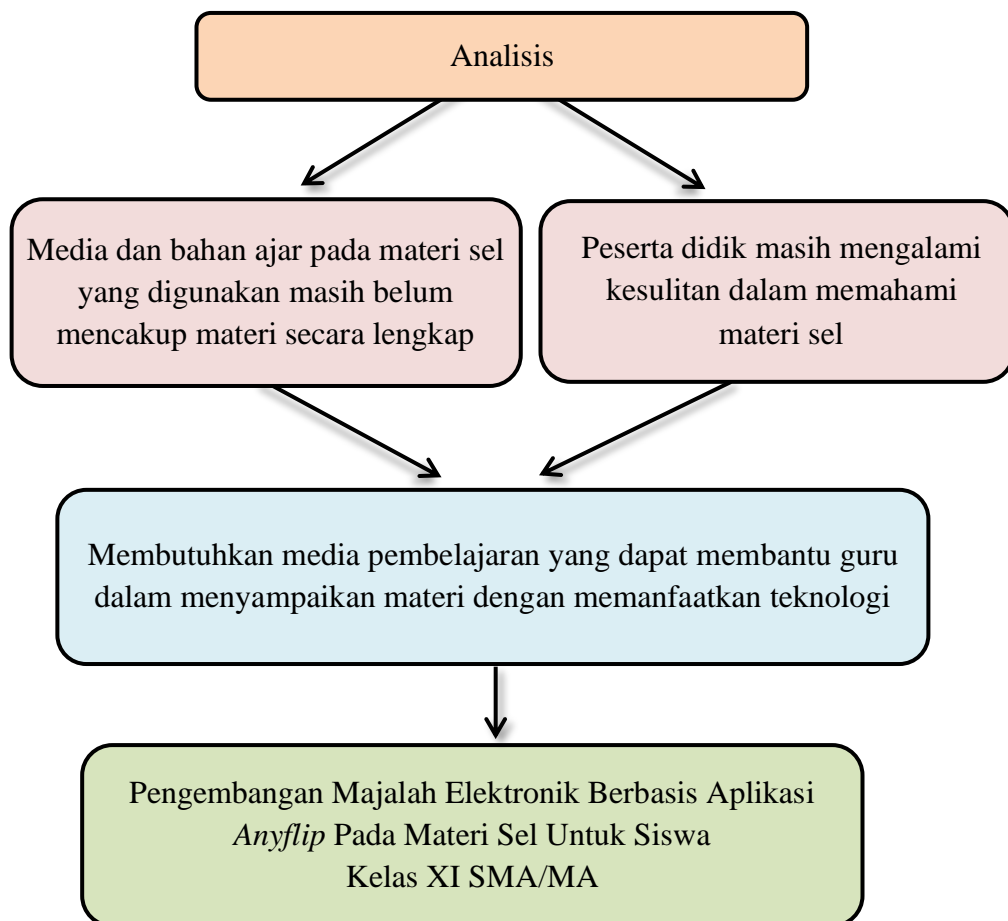 Analisis
Media dan bahan ajar pada materi sel
yang digunakan masih belum
mencakup materi secara lengkap
Peserta didik masih mengalami
kesulitan dalam memahami
materi sel
Membutuhkan media pembelajaran yang dapat membantu guru
dalam menyampaikan materi dengan memanfaatkan teknologi
Pengembangan Majalah Elektronik Berbasis Aplikasi
Anyflip Pada Materi Sel Untuk Siswa
Kelas XI SMA/MA